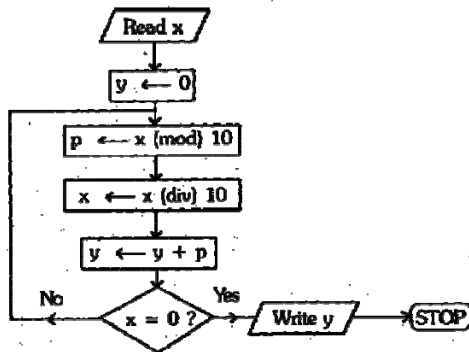 Read x
y ← 0
p ← x (mod) 10
x ← x (div) 10
y ← y + p
No
x = 0 ?
Yes
Write y
STOP